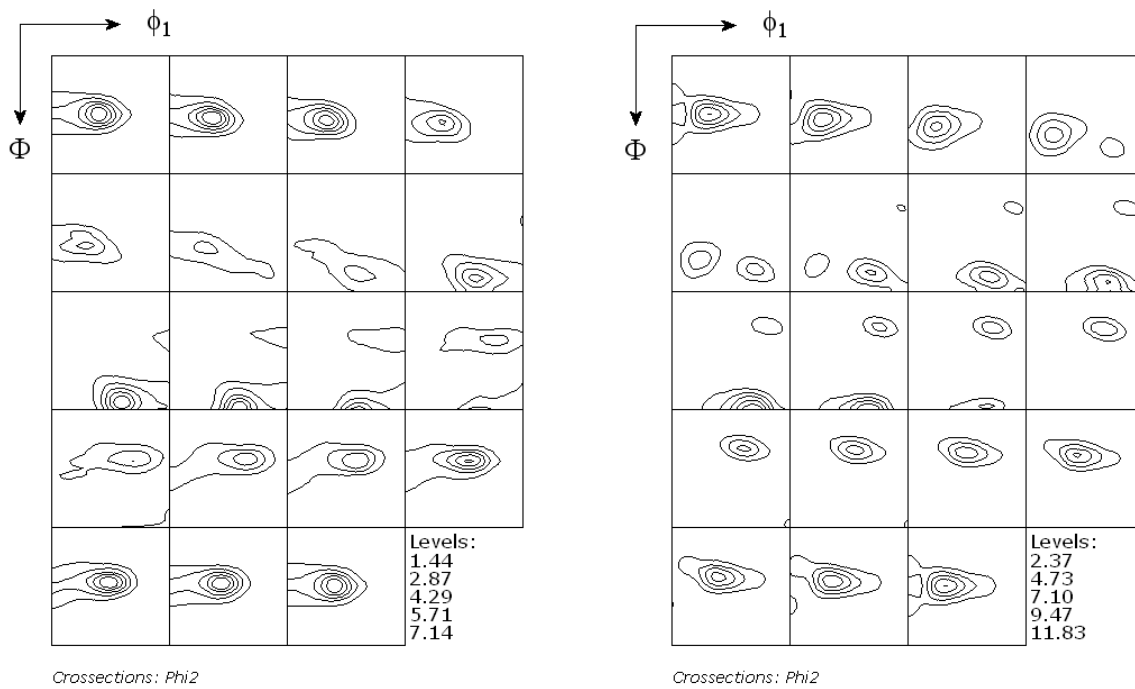 ϕ₁
Φ
Levels:
1.44
2.87
4.29
5.71
7.14
Crossections: Phi2
ϕ₁
Φ
Levels:
2.37
4.73
7.10
9.47
11.83
Crossections: Phi2